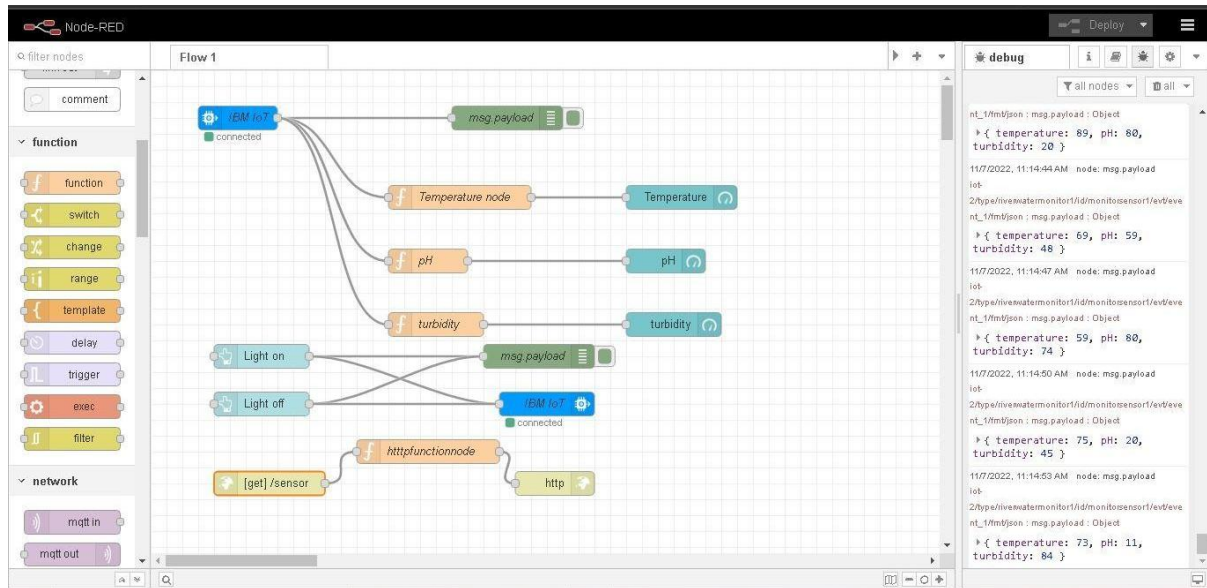 Node-RED
Deploy
filter nodes
Flow 1
debug
i
all nodes
all
comment
function
function
switch
change
range
template
delay
trigger
exec
filter
network
mqtt in
mqtt out
IBM IoT
connected
msg.payload
Temperature node
Temperature
pH
pH
turbidity
turbidity
Light on
msg.payload
Light off
IBM IoT
connected
htttpfunctionnode
[get] /sensor
http
nt_1/fmt/json : msg.payload : Object
{ temperature: 89, pH: 80,
turbidity: 20 }
11/7/2022, 11:14:44 AM node: msg.payload
iot-
2/type/riverwatermonitor1/id/monitorsensor1/evt/eve
nt_1/fmt/json : msg.payload : Object
{ temperature: 69, pH: 59,
turbidity: 48 }
11/7/2022, 11:14:47 AM node: msg.payload
iot-
2/type/riverwatermonitor1/id/monitorsensor1/evt/eve
nt_1/fmt/json : msg.payload : Object
{ temperature: 59, pH: 80,
turbidity: 74 }
11/7/2022, 11:14:50 AM node: msg.payload
iot-
2/type/riverwatermonitor1/id/monitorsensor1/evt/eve
nt_1/fmt/json : msg.payload : Object
{ temperature: 75, pH: 20,
turbidity: 45 }
11/7/2022, 11:14:53 AM node: msg.payload
iot-
2/type/riverwatermonitor1/id/monitorsensor1/evt/eve
nt_1/fmt/json : msg.payload : Object
{ temperature: 73, pH: 11,
turbidity: 84 }